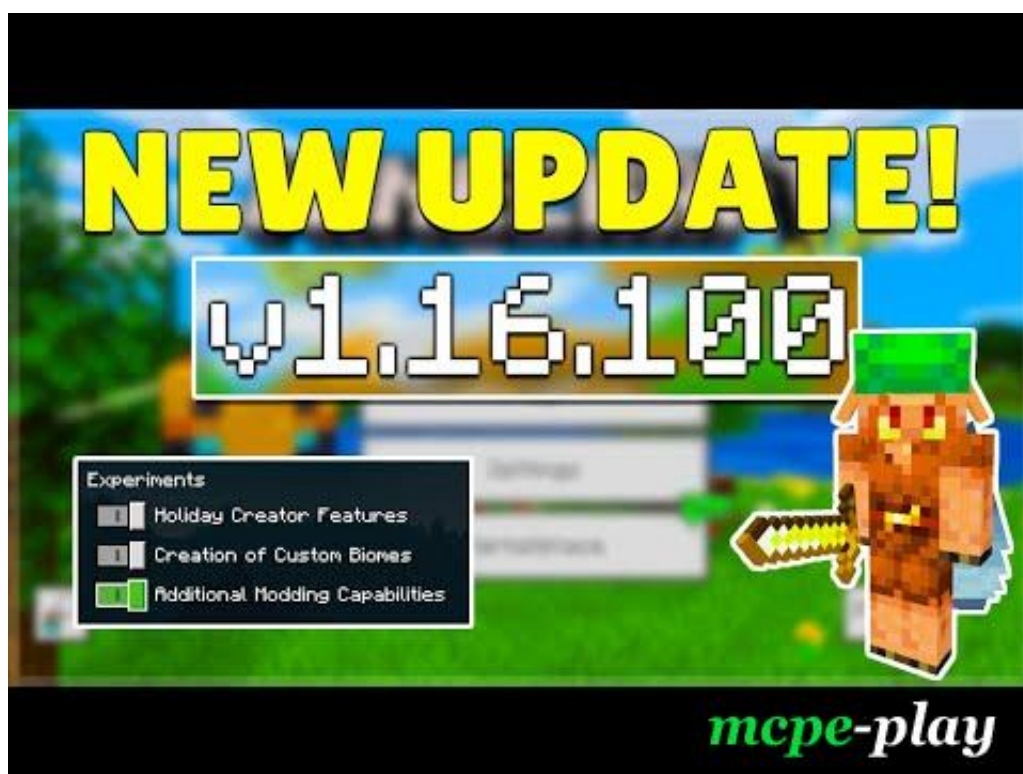 NEW UPDATE!
v1.16.100
Experiments
Holiday Creator Features
Creation of Custom Biomes
Additional Modding Capabilities
mcpe-play